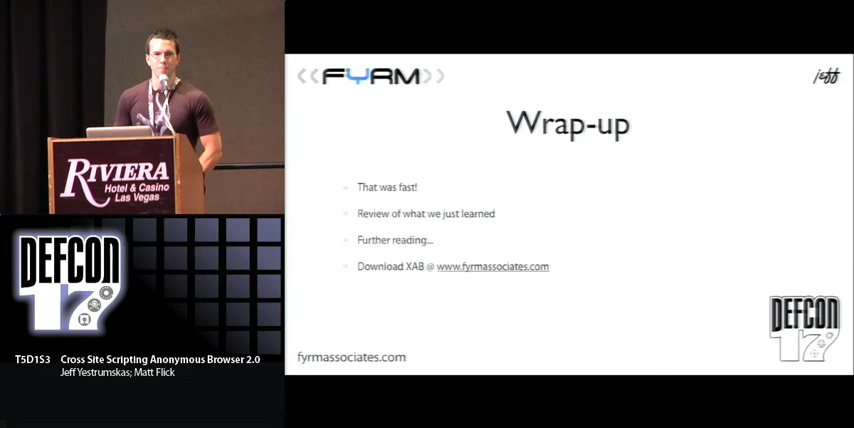 RIVIERA
Hotel & Casino
Las Vegas
DEFCON
17
T5D1S3 Cross Site Scripting Anonymous Browser 2.0
Jeff Yestrumskas; Matt Flick
((FYRM))
jeff
Wrap-up
» That was fast!
» Review of what we just learned
» Further reading...
» Download XAB @ www.fyrmassociates.com
DEFCON
17
fyrmassociates.com